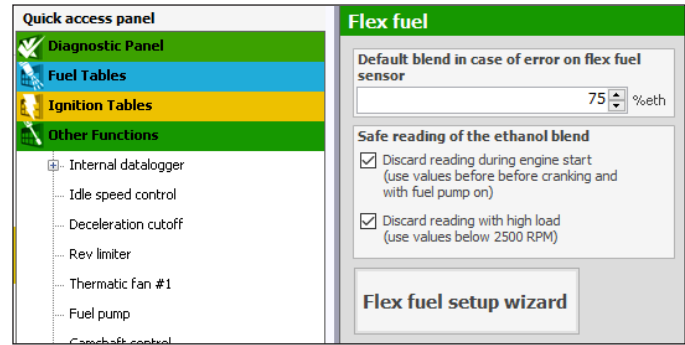 Quick access panel
Diagnostic Panel
Fuel Tables
Ignition Tables
Other Functions
Internal datalogger
Idle speed control
Deceleration cutoff
Rev limiter
Thermatic fan #1
Fuel pump
Camshaft control
Flex fuel
Default blend in case of error on flex fuel
sensor
75 %eth
Safe reading of the ethanol blend
Discard reading during engine start
(use values before before cranking and
with fuel pump on)
Discard reading with high load
(use values below 2500 RPM)
Flex fuel setup wizard